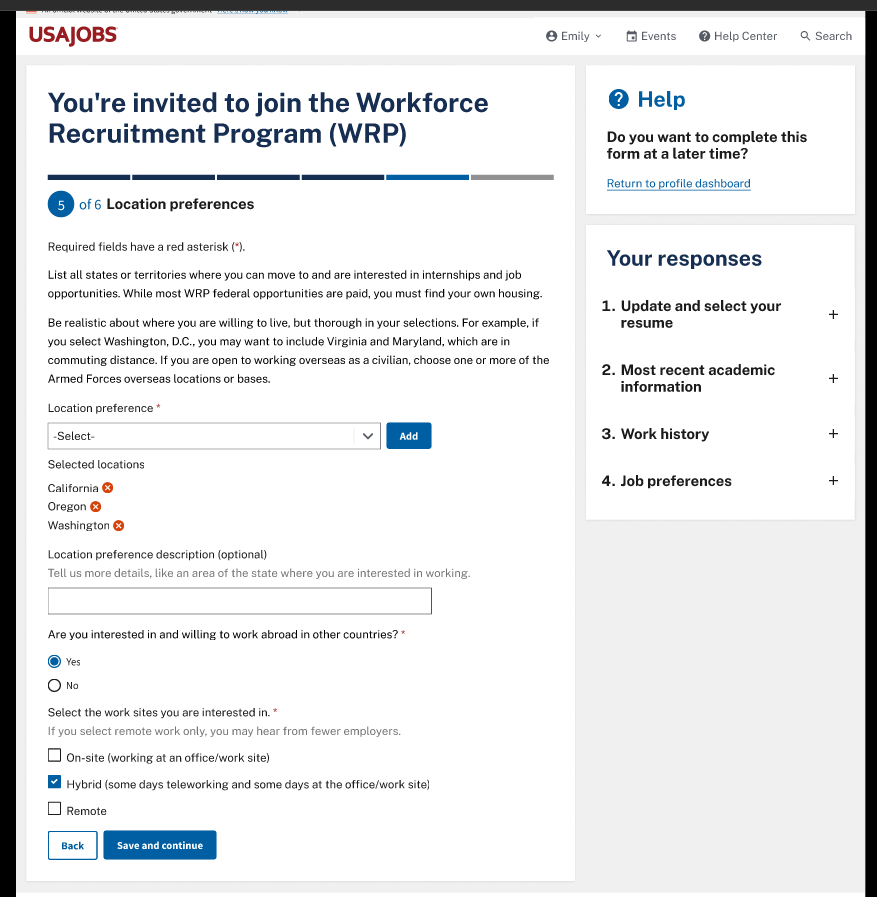 An official website of the United States government Here's how you know
USAJOBS
Emily
Events
Help Center
Search
You're invited to join the Workforce
Recruitment Program (WRP)
5 of 6 Location preferences
Required fields have a red asterisk (*).
List all states or territories where you can move to and are interested in internships and job
opportunities. While most WRP federal opportunities are paid, you must find your own housing.
Be realistic about where you are willing to live, but thorough in your selections. For example, if
you select Washington, D.C., you may want to include Virginia and Maryland, which are in
commuting distance. If you are open to working overseas as a civilian, choose one or more of the
Armed Forces overseas locations or bases.
Location preference *
-Select-
Add
Selected locations
California
Oregon
Washington
Location preference description (optional)
Tell us more details, like an area of the state where you are interested in working.
Are you interested in and willing to work abroad in other countries? *
Yes
No
Select the work sites you are interested in. *
If you select remote work only, you may hear from fewer employers.
On-site (working at an office/work site)
Hybrid (some days teleworking and some days at the office/work site)
Remote
Back
Save and continue
? Help
Do you want to complete this
form at a later time?
Return to profile dashboard
Your responses
1. Update and select your
resume
+
2. Most recent academic
information
+
3. Work history
+
4. Job preferences
+